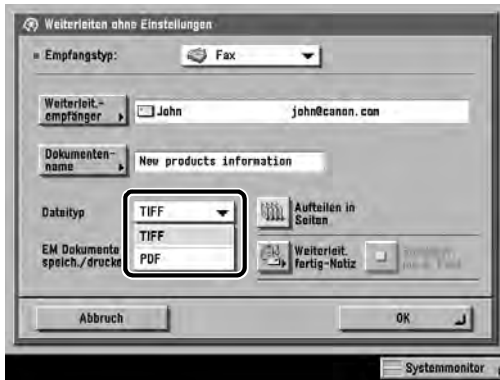 Weiterleiten ohne Einstellungen
Empfangstyp: Fax
Weiterleit.-
empfänger
John john@canon.com
Dokumenten-
name
New products information
Dateityp
TIFF
TIFF
PDF
Aufteilen in
Seiten
EM Dokumente
speich./drucke
Weiterleit.
fertig-Notiz
Abbruch
OK
Systemmonitor